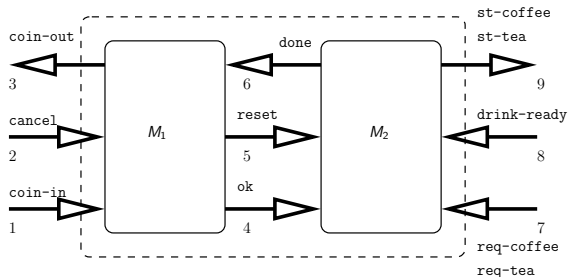 st-coffee
coin-out done st-tea
3 6 9
cancel reset drink-ready
M1 M2
2 5 8
coin-in ok
1 4 7
req-coffee
req-tea